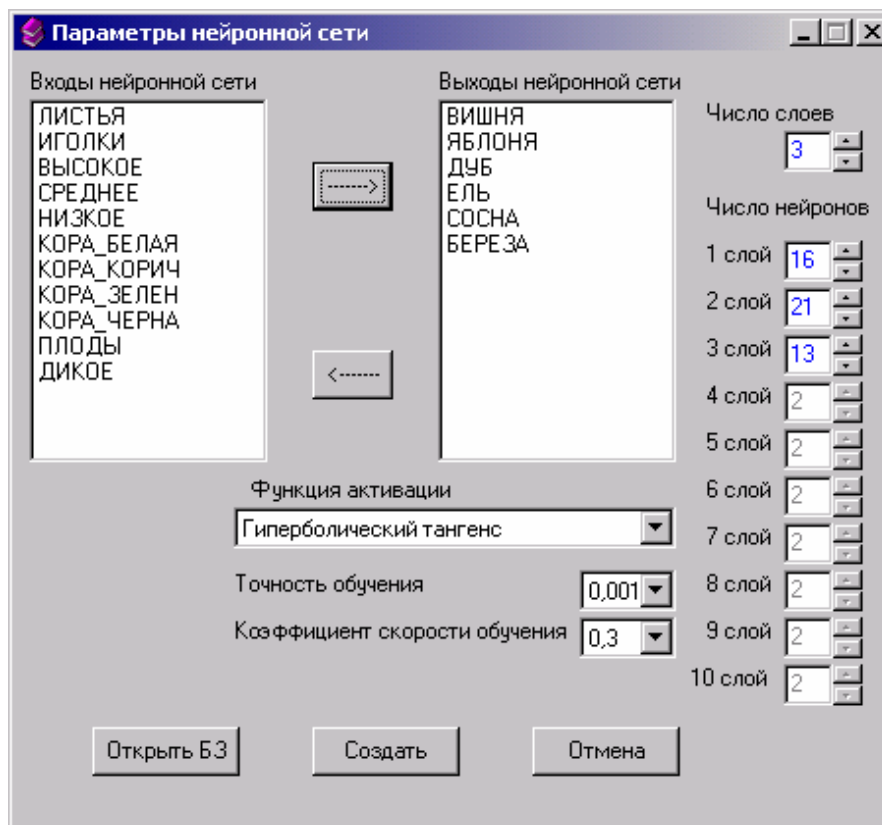 Параметры нейронной сети
Входы нейронной сети
ЛИСТЬЯ
ИГОЛКИ
ВЫСОКОЕ
СРЕДНЕЕ
НИЗКОЕ
КОРА_БЕЛАЯ
КОРА_КОРИЧ
КОРА_ЗЕЛЕН
КОРА_ЧЕРНА
ПЛОДЫ
ДИКОЕ
------>
<------
Выходы нейронной сети
ВИШНЯ
ЯБЛОНЯ
ДУБ
ЕЛЬ
СОСНА
БЕРЕЗА
Число слоев
3
Число нейронов
1 слой 16
2 слой 21
3 слой 13
4 слой 2
5 слой 2
6 слой 2
7 слой 2
8 слой 2
9 слой 2
10 слой 2
Функция активации
Гиперболический тангенс
Точность обучения 0,001
Коэффициент скорости обучения 0,3
Открыть БЗ
Создать
Отмена